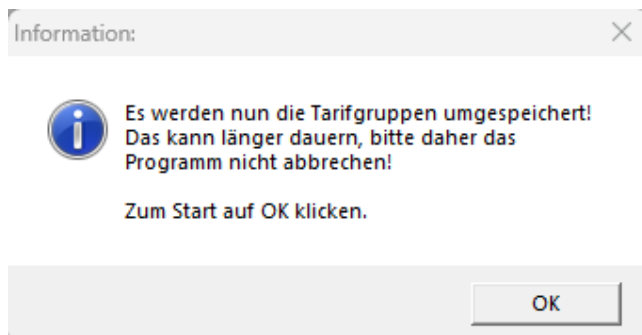 Information:
Es werden nun die Tarifgruppen umgespeichert!
Das kann länger dauern, bitte daher das
Programm nicht abbrechen!
Zum Start auf OK klicken.
OK